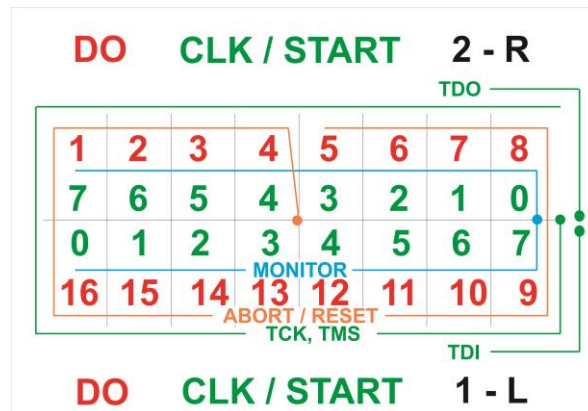 DO CLK / START 2 - R
TDO
1 2 3 4 5 6 7 8
7 6 5 4 3 2 1 0
0 1 2 3 4 5 6 7
MONITOR
16 15 14 13 12 11 10 9
ABORT / RESET
TCK, TMS
TDI
DO CLK / START 1 - L